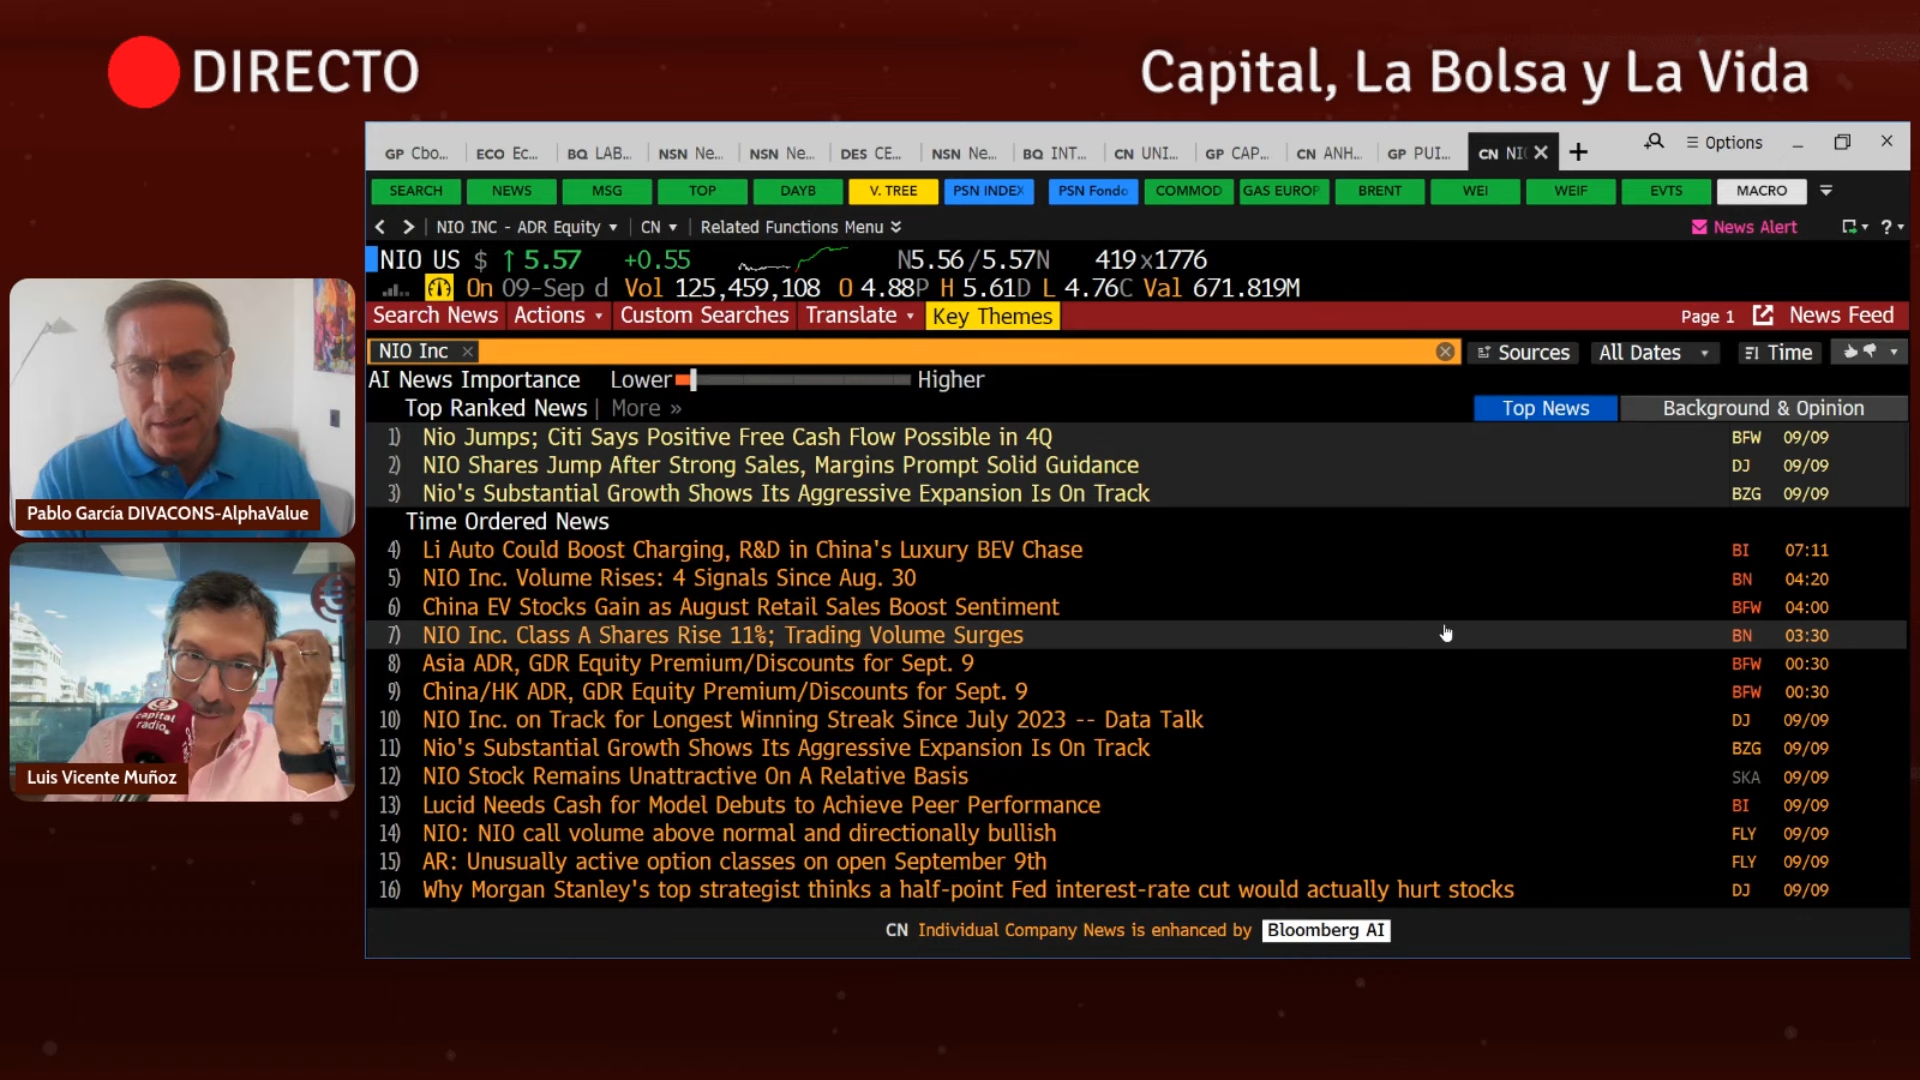 DIRECTO
Capital, La Bolsa y La Vida
GP Cbo... ECO Ec... BQ LAB... NSN Ne... NSN Ne... DES CE... NSN Ne... BQ INT... CN UNI... GP CAP... CN ANH... GP PUI... CN NI X + Options
SEARCH NEWS MSG TOP DAYB V. TREE PSN INDEX PSN Fondo COMMOD GAS EUROP BRENT WEI WEIF EVTS MACRO
NIO INC - ADR Equity CN Related Functions Menu News Alert ?
NIO US $ ↑ 5.57 +0.55 N5.56/5.57N 419x1776
On 09-Sep d Vol 125,459,108 O 4.88P H 5.61D L 4.76C Val 671.819M
Search News Actions Custom Searches Translate Key Themes Page 1 News Feed
NIO Inc Sources All Dates Time
AI News Importance Lower Higher
Top Ranked News | More » Top News Background & Opinion
1) Nio Jumps; Citi Says Positive Free Cash Flow Possible in 4Q BFW 09/09
2) NIO Shares Jump After Strong Sales, Margins Prompt Solid Guidance DJ 09/09
3) Nio's Substantial Growth Shows Its Aggressive Expansion Is On Track BZG 09/09
Time Ordered News
4) Li Auto Could Boost Charging, R&D in China's Luxury BEV Chase BI 07:11
5) NIO Inc. Volume Rises: 4 Signals Since Aug. 30 BN 04:20
6) China EV Stocks Gain as August Retail Sales Boost Sentiment BFW 04:00
7) NIO Inc. Class A Shares Rise 11%; Trading Volume Surges BN 03:30
8) Asia ADR, GDR Equity Premium/Discounts for Sept. 9 BFW 00:30
9) China/HK ADR, GDR Equity Premium/Discounts for Sept. 9 BFW 00:30
10) NIO Inc. on Track for Longest Winning Streak Since July 2023 -- Data Talk DJ 09/09
11) Nio's Substantial Growth Shows Its Aggressive Expansion Is On Track BZG 09/09
12) NIO Stock Remains Unattractive On A Relative Basis SKA 09/09
13) Lucid Needs Cash for Model Debuts to Achieve Peer Performance BI 09/09
14) NIO: NIO call volume above normal and directionally bullish FLY 09/09
15) AR: Unusually active option classes on open September 9th FLY 09/09
16) Why Morgan Stanley's top strategist thinks a half-point Fed interest-rate cut would actually hurt stocks DJ 09/09
CN Individual Company News is enhanced by Bloomberg AI
Pablo García DIVACONS-AlphaValue
capital
radio
Luis Vicente Muñoz